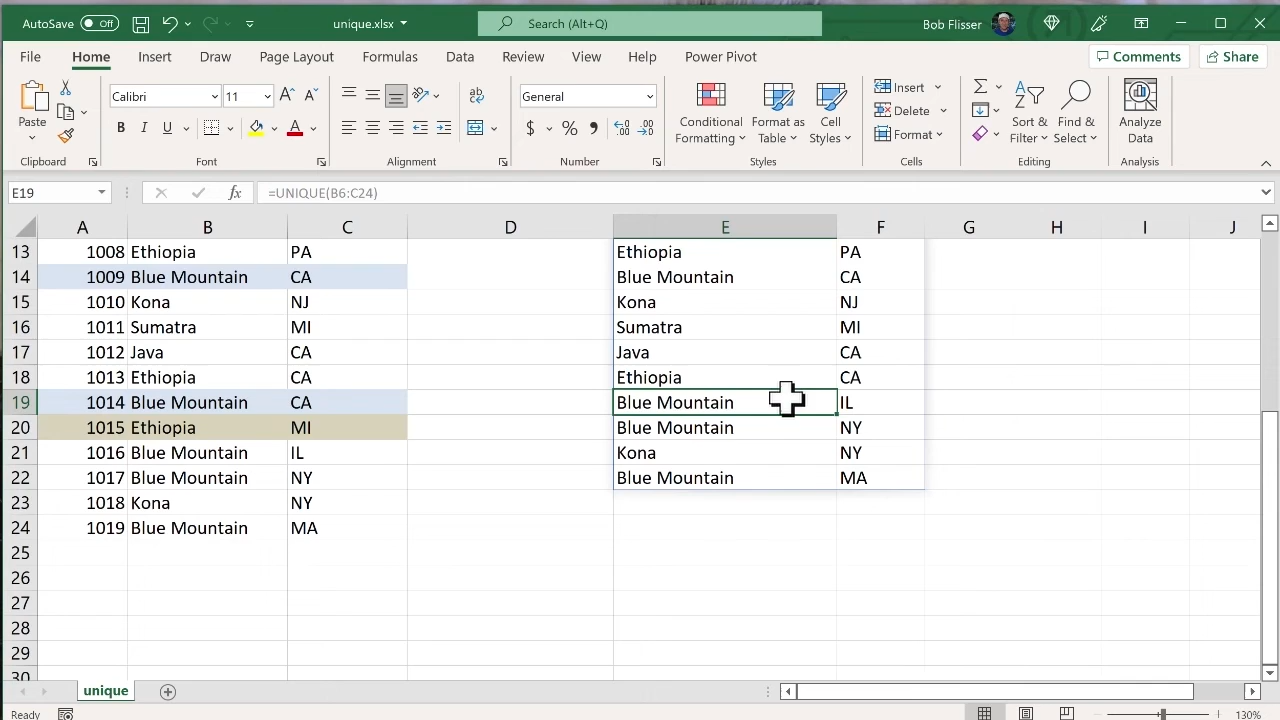 AutoSave Off unique.xlsx Search (Alt+Q) Bob Flisser
File Home Insert Draw Page Layout Formulas Data Review View Help Power Pivot Comments Share
Paste
Calibri 11
B I U A
ab
General
$ % 9
Conditional Formatting
Format as Table
Cell Styles
Insert
Delete
Format
Sort & Filter
Find & Select
Analyze Data
Clipboard Font Alignment Number Styles Cells Editing Analysis
E19 fx =UNIQUE(B6:C24)
A B C D E F G H I J
13 1008 Ethiopia PA Ethiopia PA
14 1009 Blue Mountain CA Blue Mountain CA
15 1010 Kona NJ Kona NJ
16 1011 Sumatra MI Sumatra MI
17 1012 Java CA Java CA
18 1013 Ethiopia CA Ethiopia CA
19 1014 Blue Mountain CA Blue Mountain IL
20 1015 Ethiopia MI Blue Mountain NY
21 1016 Blue Mountain IL Kona NY
22 1017 Blue Mountain NY Blue Mountain MA
23 1018 Kona NY
24 1019 Blue Mountain MA
25
26
27
28
29
30
unique
Ready 130%